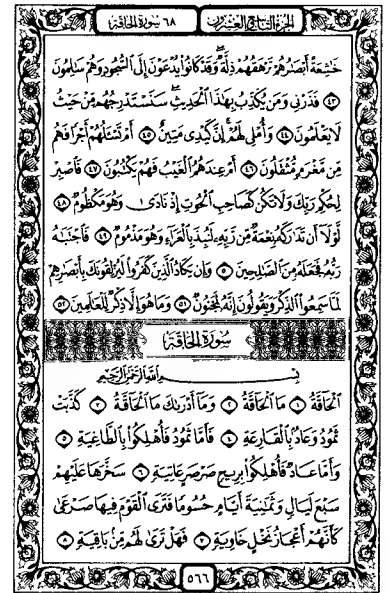 الجزء التاسع والعشرون
٦٨ سورة الحاقة
خَٰشِعَةً أَبْصَٰرُهُمْ تَرْهَقُهُمْ ذِلَّةٌ ۖ وَقَدْ كَانُوا۟ يُدْعَوْنَ إِلَى ٱلسُّجُودِ وَهُمْ سَٰلِمُونَ
٤٣ فَذَرْنِى وَمَن يُكَذِّبُ بِهَٰذَا ٱلْحَدِيثِ ۖ سَنَسْتَدْرِجُهُم مِّنْ حَيْثُ
لَا يَعْلَمُونَ ٤٤ وَأُمْلِى لَهُمْ ۚ إِنَّ كَيْدِى مَتِينٌ ٤٥ أَمْ تَسْـَٔلُهُمْ أَجْرًا فَهُم
مِّن مَّغْرَمٍ مُّثْقَلُونَ ٤٦ أَمْ عِندَهُمُ ٱلْغَيْبُ فَهُمْ يَكْتُبُونَ ٤٧ فَٱصْبِرْ
لِحُكْمِ رَبِّكَ وَلَا تَكُن كَصَاحِبِ ٱلْحُوتِ إِذْ نَادَىٰ وَهُوَ مَكْظُومٌ ٤٨
لَّوْلَآ أَن تَدَٰرَكَهُۥ نِعْمَةٌ مِّن رَّبِّهِۦ لَنُبِذَ بِٱلْعَرَآءِ وَهُوَ مَذْمُومٌ ٤٩ فَٱجْتَبَٰهُ
رَبُّهُۥ فَجَعَلَهُۥ مِنَ ٱلصَّٰلِحِينَ ٥٠ وَإِن يَكَادُ ٱلَّذِينَ كَفَرُوا۟ لَيُزْلِقُونَكَ بِأَبْصَٰرِهِمْ
لَمَّا سَمِعُوا۟ ٱلذِّكْرَ وَيَقُولُونَ إِنَّهُۥ لَمَجْنُونٌ ٥١ وَمَا هُوَ إِلَّا ذِكْرٌ لِّلْعَٰلَمِينَ ٥٢
سُورَةُ الْحَاقَّةِ
بِسْمِ ٱللَّهِ ٱلرَّحْمَٰنِ ٱلرَّحِيمِ
ٱلْحَآقَّةُ ١ مَا ٱلْحَآقَّةُ ٢ وَمَآ أَدْرَىٰكَ مَا ٱلْحَآقَّةُ ٣ كَذَّبَتْ
ثَمُودُ وَعَادٌۢ بِٱلْقَارِعَةِ ٤ فَأَمَّا ثَمُودُ فَأُهْلِكُوا۟ بِٱلطَّاغِيَةِ ٥
وَأَمَّا عَادٌ فَأُهْلِكُوا۟ بِرِيحٍ صَرْصَرٍ عَاتِيَةٍ ٦ سَخَّرَهَا عَلَيْهِمْ
سَبْعَ لَيَالٍ وَثَمَٰنِيَةَ أَيَّامٍ حُسُومًا فَتَرَى ٱلْقَوْمَ فِيهَا صَرْعَىٰ
كَأَنَّهُمْ أَعْجَازُ نَخْلٍ خَاوِيَةٍ ٧ فَهَلْ تَرَىٰ لَهُم مِّنۢ بَاقِيَةٍ ٨
٥٦٦